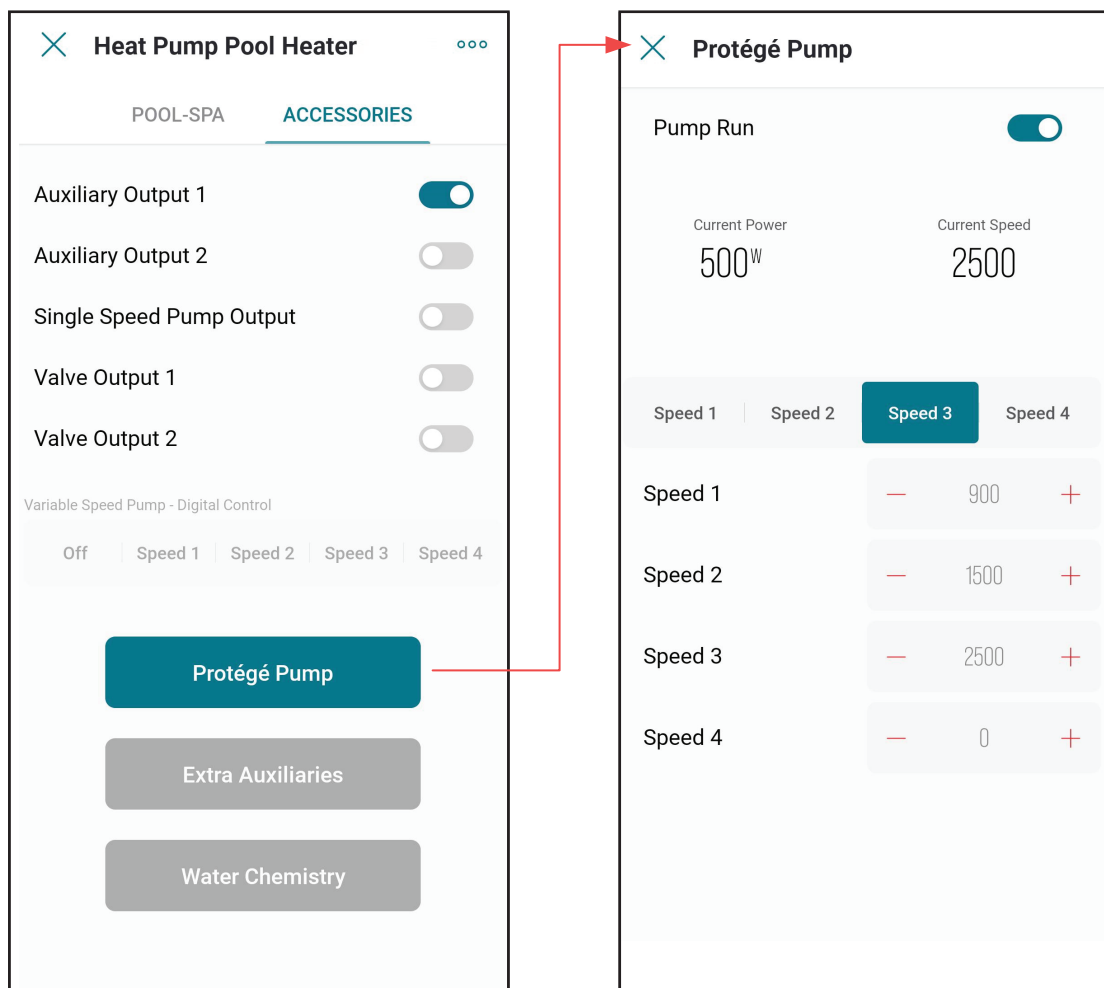 Heat Pump Pool Heater
POOL-SPA
ACCESSORIES
Auxiliary Output 1
Auxiliary Output 2
Single Speed Pump Output
Valve Output 1
Valve Output 2
Variable Speed Pump - Digital Control
Off Speed 1 Speed 2 Speed 3 Speed 4
Protégé Pump
Extra Auxiliaries
Water Chemistry
Protégé Pump
Pump Run
Current Power
500W
Current Speed
2500
Speed 1 Speed 2 Speed 3 Speed 4
Speed 1 − 900 +
Speed 2 − 1500 +
Speed 3 − 2500 +
Speed 4 − 0 +